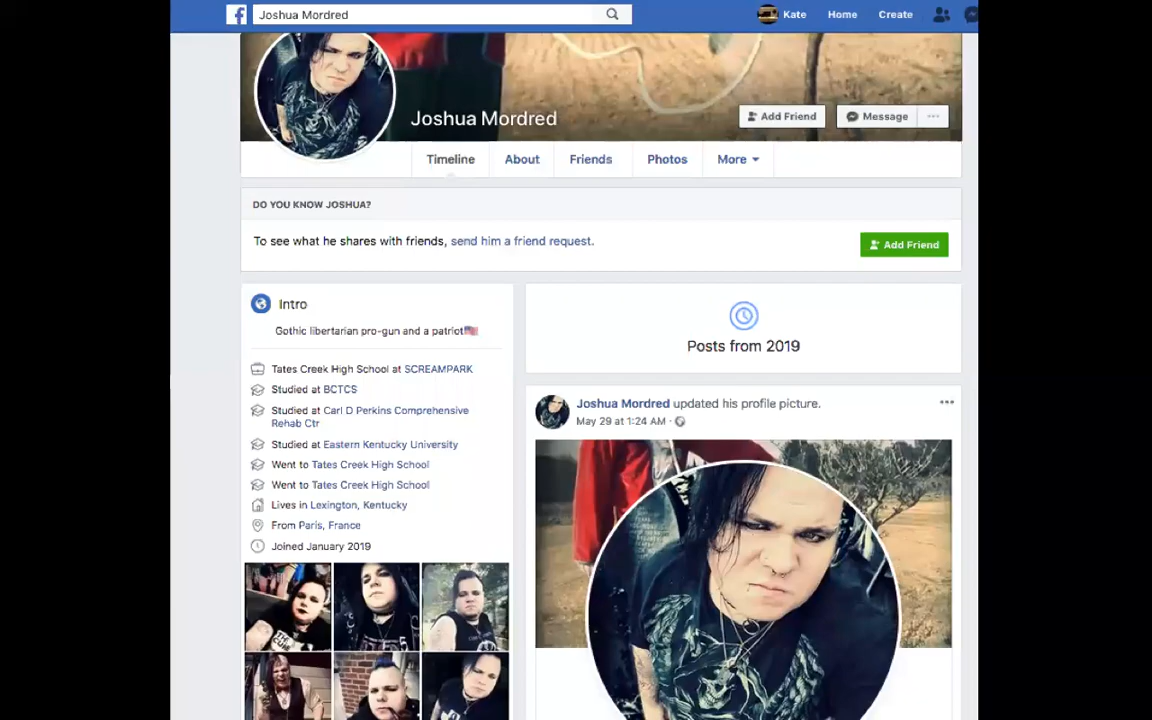 Joshua Mordred
Kate
Home
Create
Joshua Mordred
Add Friend
Message
Timeline
About
Friends
Photos
More
DO YOU KNOW JOSHUA?
To see what he shares with friends, send him a friend request.
Add Friend
Intro
Gothic libertarian pro-gun and a patriot🇺🇸
Tates Creek High School at SCREAMPARK
Studied at BCTCS
Studied at Carl D Perkins Comprehensive
Rehab Ctr
Studied at Eastern Kentucky University
Went to Tates Creek High School
Went to Tates Creek High School
Lives in Lexington, Kentucky
From Paris, France
Joined January 2019
Posts from 2019
Joshua Mordred updated his profile picture.
May 29 at 1:24 AM ·